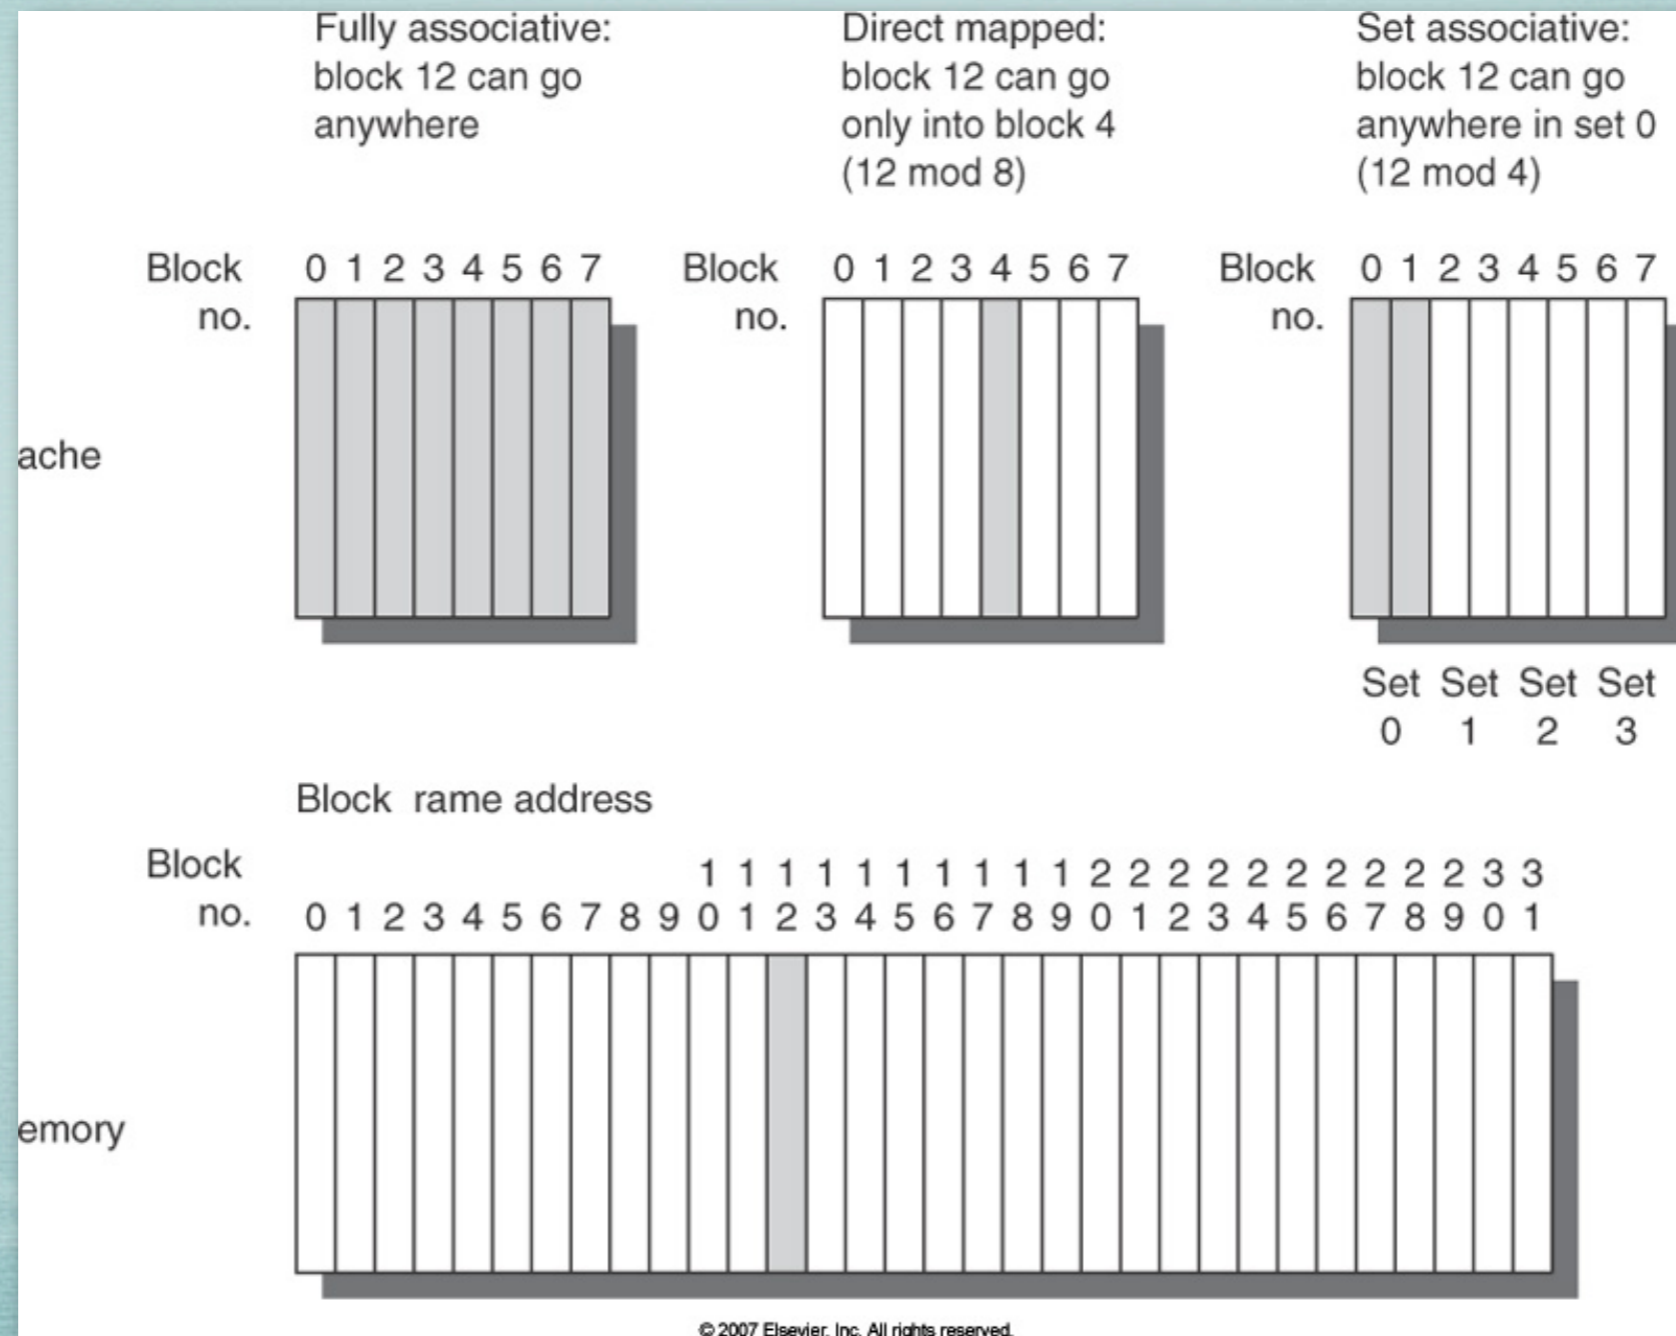 Fully associative:
block 12 can go
anywhere
Direct mapped:
block 12 can go
only into block 4
(12 mod 8)
Set associative:
block 12 can go
anywhere in set 0
(12 mod 4)
Block
no.
0 1 2 3 4 5 6 7
Block
no.
0 1 2 3 4 5 6 7
Block
no.
0 1 2 3 4 5 6 7
ache
Set Set Set Set
0 1 2 3
Block rame address
Block
no.
1 1 1 1 1 1 1 1 1 1 2 2 2 2 2 2 2 2 2 2 3 3
0 1 2 3 4 5 6 7 8 9 0 1 2 3 4 5 6 7 8 9 0 1 2 3 4 5 6 7 8 9 0 1
emory
© 2007 Elsevier, Inc. All rights reserved.